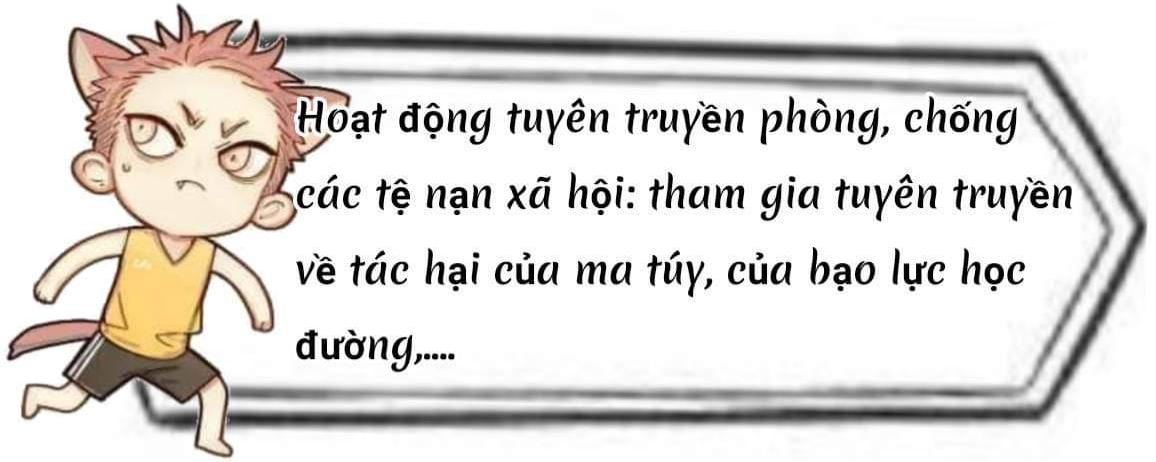 Hoạt động tuyên truyền phòng, chống
các tệ nạn xã hội: tham gia tuyên truyền
về tác hại của ma túy, của bạo lực học
đường,....